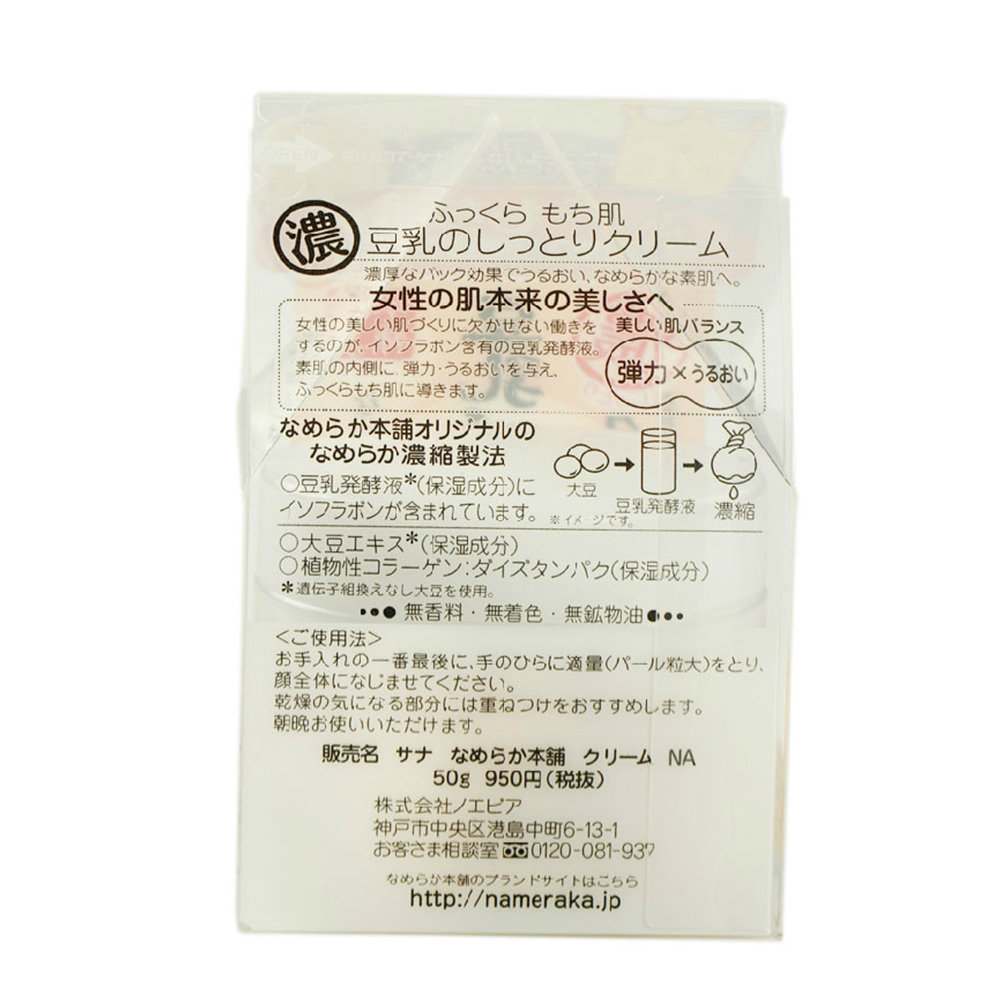 OPEN
濃
ふっくら もち肌
豆乳のしっとりクリーム
濃厚なパック効果でうるおい、なめらかな素肌へ。
女性の肌本来の美しさへ
女性の美しい肌づくりに欠かせない働きを
するのが、イソフラボン含有の豆乳発酵液。
素肌の内側に、弾力・うるおいを与え、
ふっくらもち肌に導きます。
美しい肌バランス
弾力×うるおい
なめらか本舗オリジナルの
なめらか濃縮製法
○豆乳発酵液*(保湿成分)に
イソフラボンが含まれています。
大豆
豆乳発酵液
濃縮
※イメージです。
○大豆エキス*(保湿成分)
○植物性コラーゲン:ダイズタンパク(保湿成分)
*遺伝子組換えなし大豆を使用。
無香料・無着色・無鉱物油
<ご使用法>
お手入れの一番最後に、手のひらに適量(パール粒大)をとり、
顔全体になじませてください。
乾燥の気になる部分には重ねつけをおすすめします。
朝晩お使いいただけます。
販売名 サナ なめらか本舗 クリーム NA
50g 950円(税抜)
株式会社ノエビア
神戸市中央区港島中町6-13-1
お客さま相談室 0120-081-937
なめらか本舗のブランドサイトはこちら
http://nameraka.jp